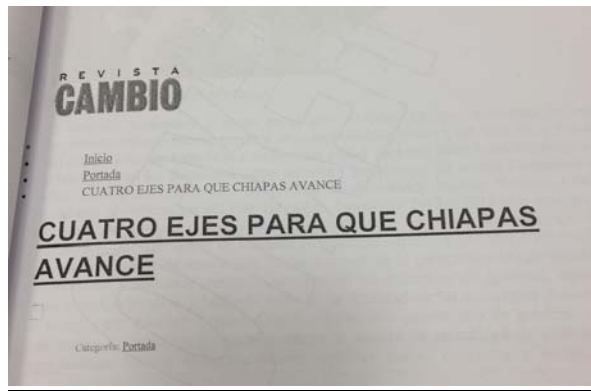 REVISTA
CAMBIO
Inicio
Portada
CUATRO EJES PARA QUE CHIAPAS AVANCE
CUATRO EJES PARA QUE CHIAPAS
AVANCE
Categoría: Portada